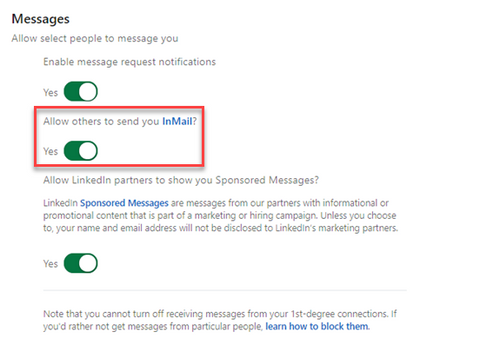 Messages
Allow select people to message you
Enable message request notifications
Yes
Allow others to send you InMail?
Yes
Allow LinkedIn partners to show you Sponsored Messages?
LinkedIn Sponsored Messages are messages from our partners with informational or
promotional content that is part of a marketing or hiring campaign. Unless you choose
to, your name and email address will not be disclosed to LinkedIn's marketing partners.
Yes
Note that you cannot turn off receiving messages from your 1st-degree connections. If
you'd rather not get messages from particular people, learn how to block them.